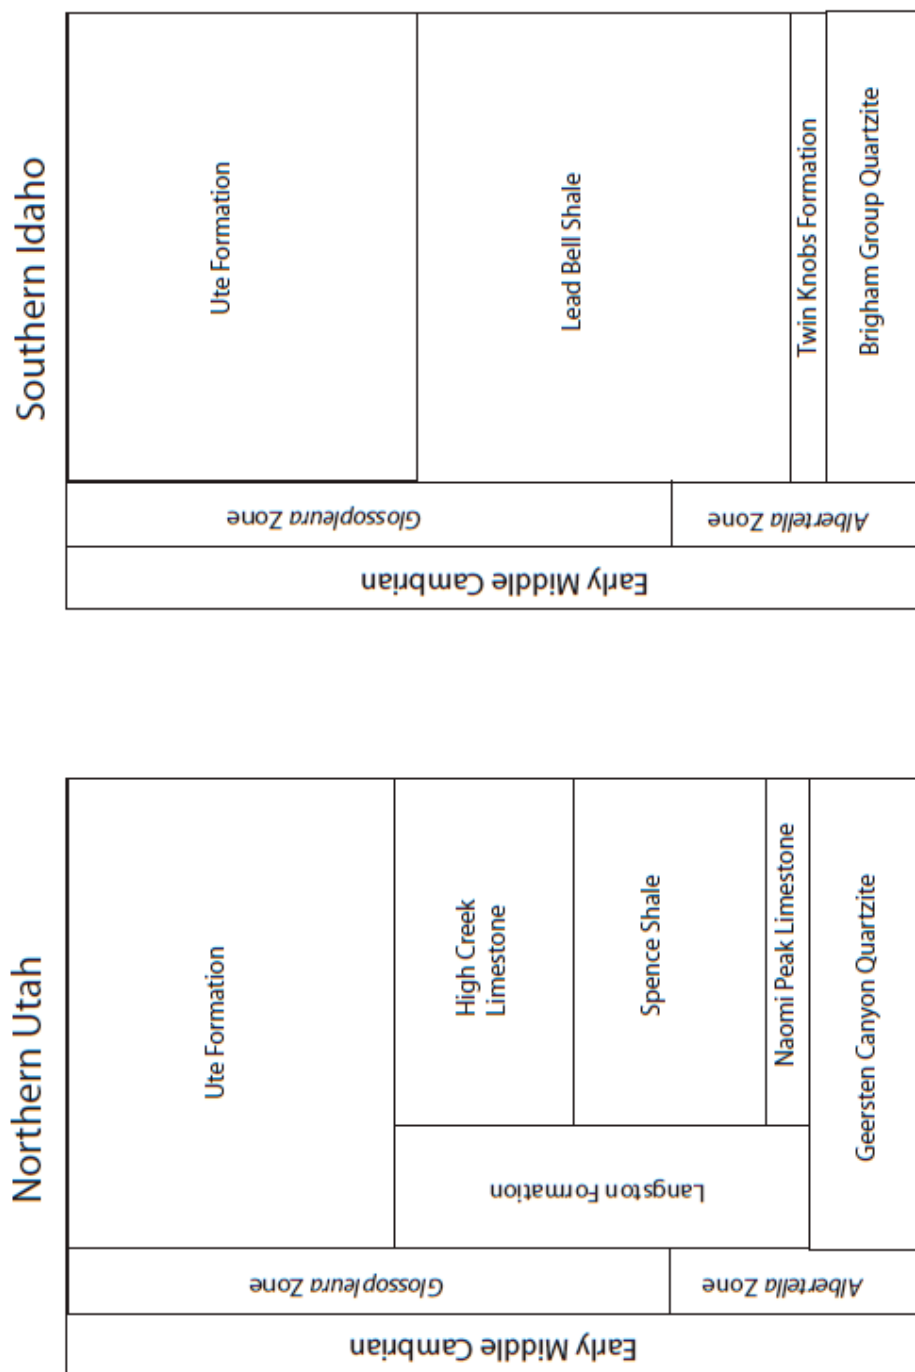 Northern Utah
Early Middle Cambrian
Glossopleura Zone
Albertella Zone
Langston Formation
Ute Formation
High Creek
Limestone
Spence Shale
Naomi Peak Limestone
Geersten Canyon Quartzite
Southern Idaho
Early Middle Cambrian
Glossopleura Zone
Albertella Zone
Ute Formation
Lead Bell Shale
Twin Knobs Formation
Brigham Group Quartzite